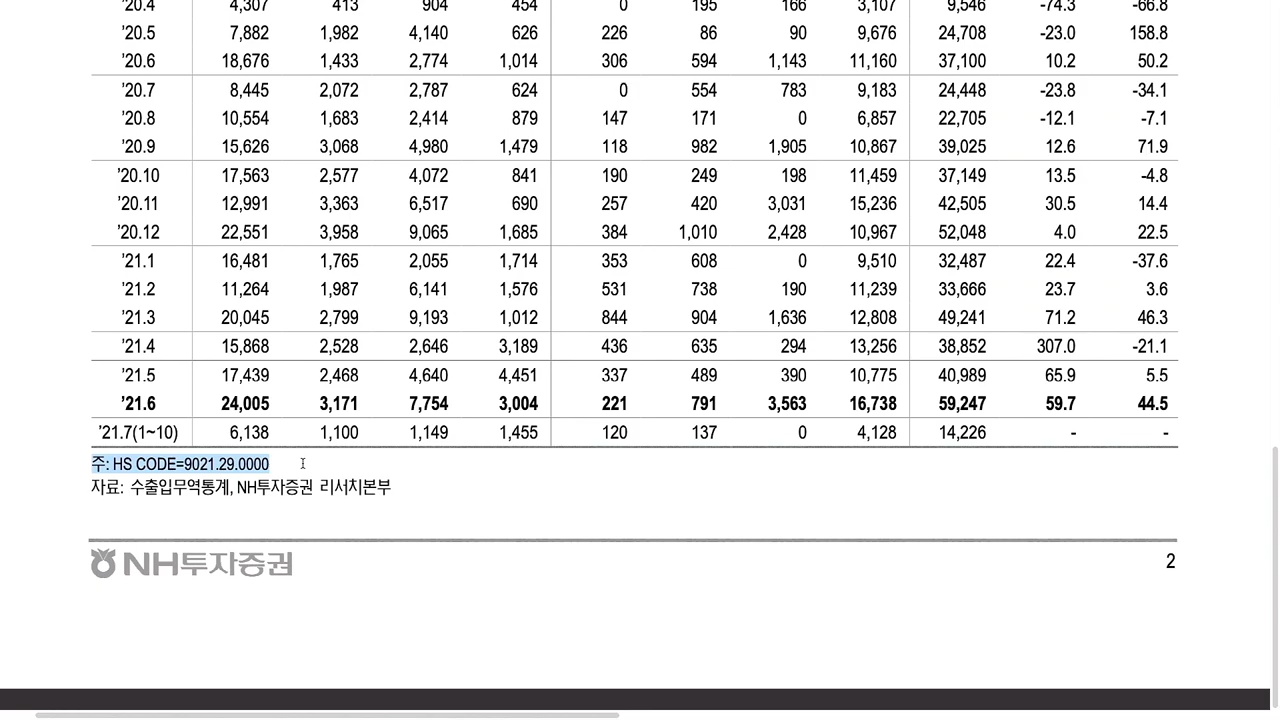 '20.4 4,307 413 904 454 0 195 166 3,107 9,546 -74.3 -66.8
'20.5 7,882 1,982 4,140 626 226 86 90 9,676 24,708 -23.0 158.8
'20.6 18,676 1,433 2,774 1,014 306 594 1,143 11,160 37,100 10.2 50.2
'20.7 8,445 2,072 2,787 624 0 554 783 9,183 24,448 -23.8 -34.1
'20.8 10,554 1,683 2,414 879 147 171 0 6,857 22,705 -12.1 -7.1
'20.9 15,626 3,068 4,980 1,479 118 982 1,905 10,867 39,025 12.6 71.9
'20.10 17,563 2,577 4,072 841 190 249 198 11,459 37,149 13.5 -4.8
'20.11 12,991 3,363 6,517 690 257 420 3,031 15,236 42,505 30.5 14.4
'20.12 22,551 3,958 9,065 1,685 384 1,010 2,428 10,967 52,048 4.0 22.5
'21.1 16,481 1,765 2,055 1,714 353 608 0 9,510 32,487 22.4 -37.6
'21.2 11,264 1,987 6,141 1,576 531 738 190 11,239 33,666 23.7 3.6
'21.3 20,045 2,799 9,193 1,012 844 904 1,636 12,808 49,241 71.2 46.3
'21.4 15,868 2,528 2,646 3,189 436 635 294 13,256 38,852 307.0 -21.1
'21.5 17,439 2,468 4,640 4,451 337 489 390 10,775 40,989 65.9 5.5
'21.6 24,005 3,171 7,754 3,004 221 791 3,563 16,738 59,247 59.7 44.5
'21.7(1~10) 6,138 1,100 1,149 1,455 120 137 0 4,128 14,226 - -
주: HS CODE=9021.29.0000
자료: 수출입무역통계, NH투자증권 리서치본부
NH투자증권 2